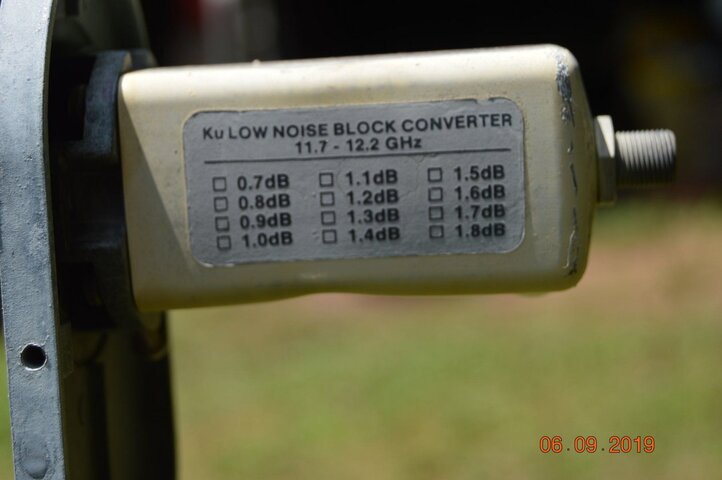 Ku LOW NOISE BLOCK CONVERTER
11.7 - 12.2 GHz
☐ 0.7dB ☐ 1.1dB ☐ 1.5dB
☐ 0.8dB ☐ 1.2dB ☐ 1.6dB
☐ 0.9dB ☐ 1.3dB ☐ 1.7dB
☐ 1.0dB ☐ 1.4dB ☐ 1.8dB
06.09.2019